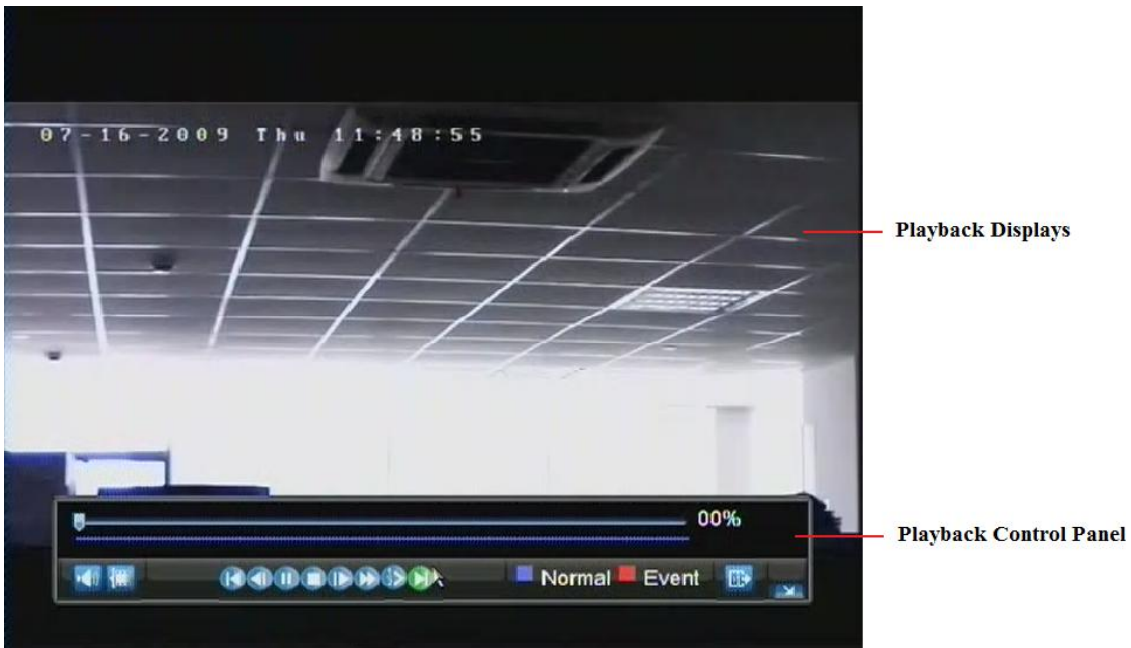 07-16-2009 Thu 11:48:55
Playback Displays
00%
Playback Control Panel
Normal Event